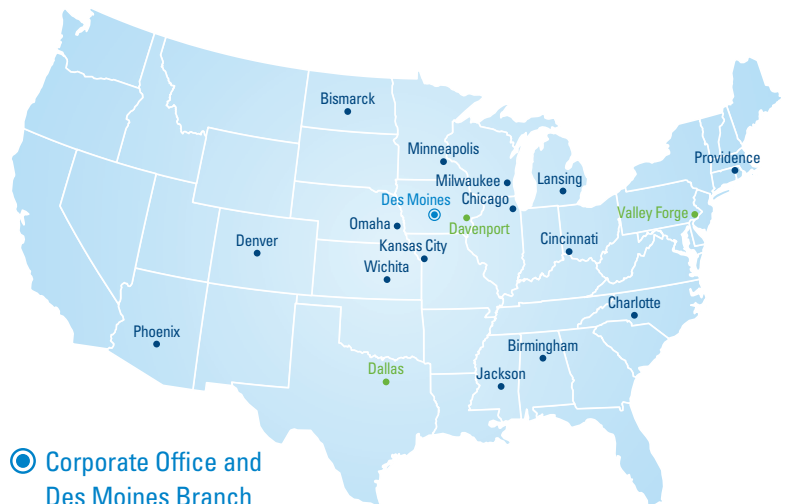 Bismarck
Minneapolis
Providence
Milwaukee
Lansing
Des Moines
Chicago
Valley Forge
Omaha
Davenport
Denver
Kansas City
Cincinnati
Wichita
Charlotte
Phoenix
Birmingham
Dallas
Jackson
Corporate Office and
Des Moines Branch